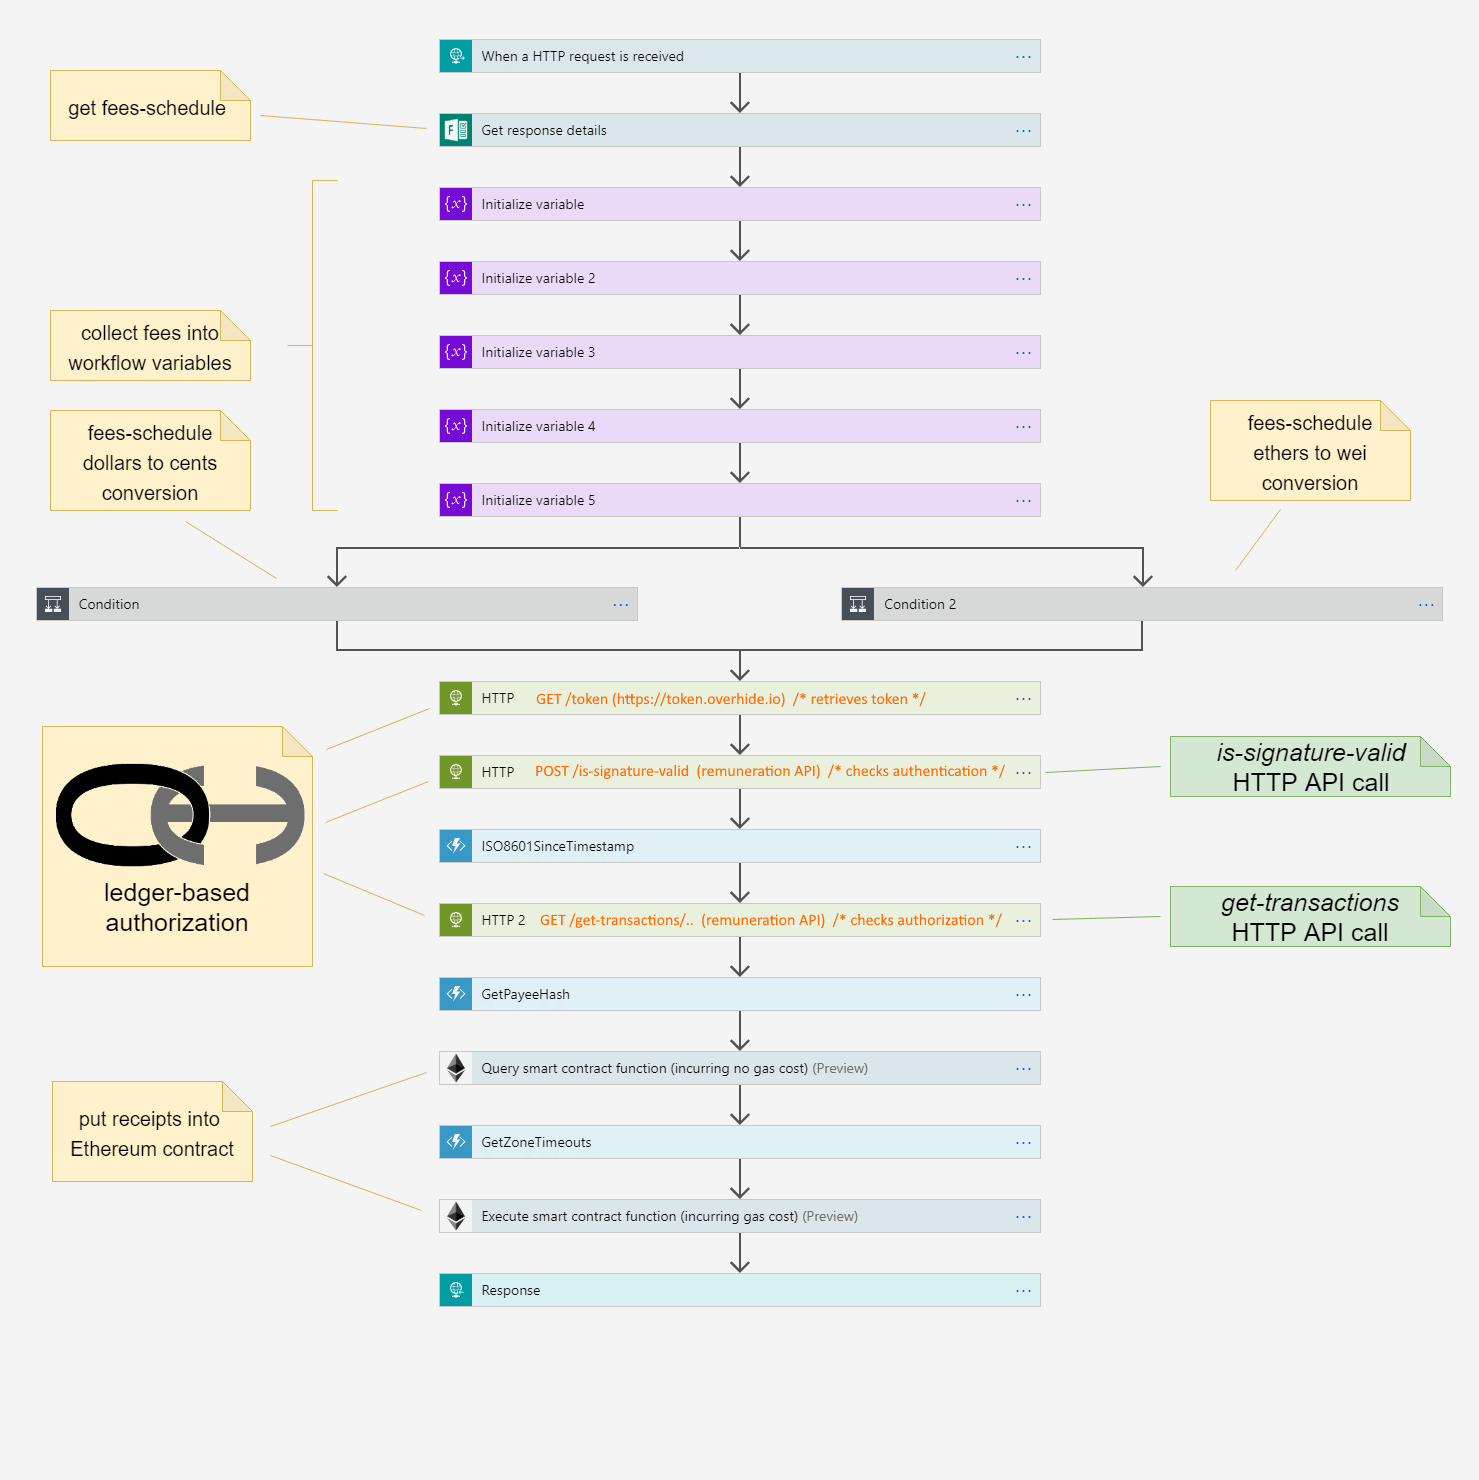 When a HTTP request is received
get fees-schedule
Get response details
Initialize variable
Initialize variable 2
collect fees into
workflow variables
Initialize variable 3
fees-schedule
dollars to cents
conversion
Initialize variable 4
fees-schedule
ethers to wei
conversion
Initialize variable 5
Condition
Condition 2
HTTP GET /token (https://token.overhide.io) /* retrieves token */
HTTP POST /is-signature-valid (remuneration API) /* checks authentication */
is-signature-valid
HTTP API call
ISO8601SinceTimestamp
ledger-based
authorization
HTTP 2 GET /get-transactions/.. (remuneration API) /* checks authorization */
get-transactions
HTTP API call
GetPayeeHash
Query smart contract function (incurring no gas cost) (Preview)
put receipts into
Ethereum contract
GetZoneTimeouts
Execute smart contract function (incurring gas cost) (Preview)
Response